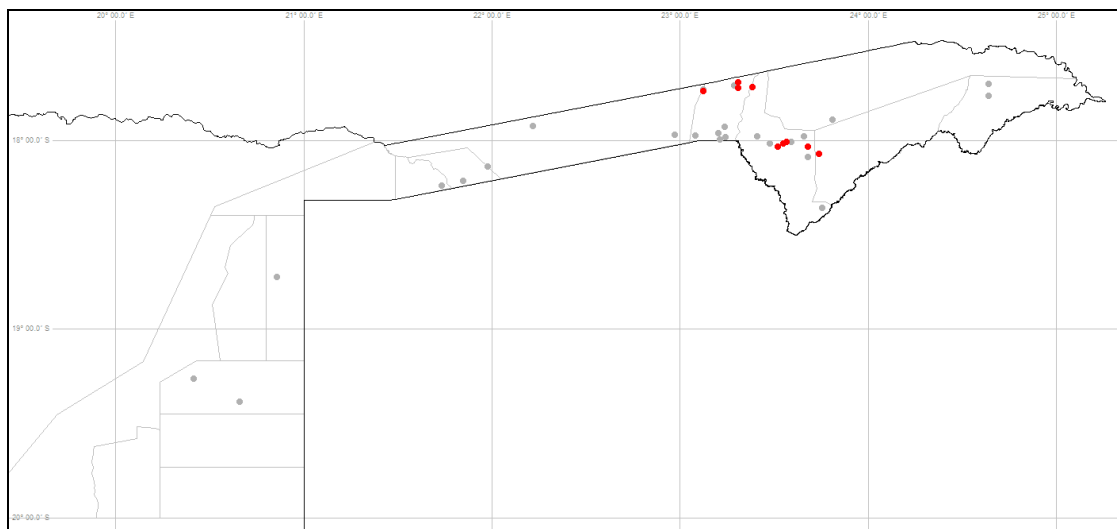 20° 00.0' E
21° 00.0' E
22° 00.0' E
23° 00.0' E
24° 00.0' E
25° 00.0' E
18° 00.0' S
19° 00.0' S
20° 00.0' S